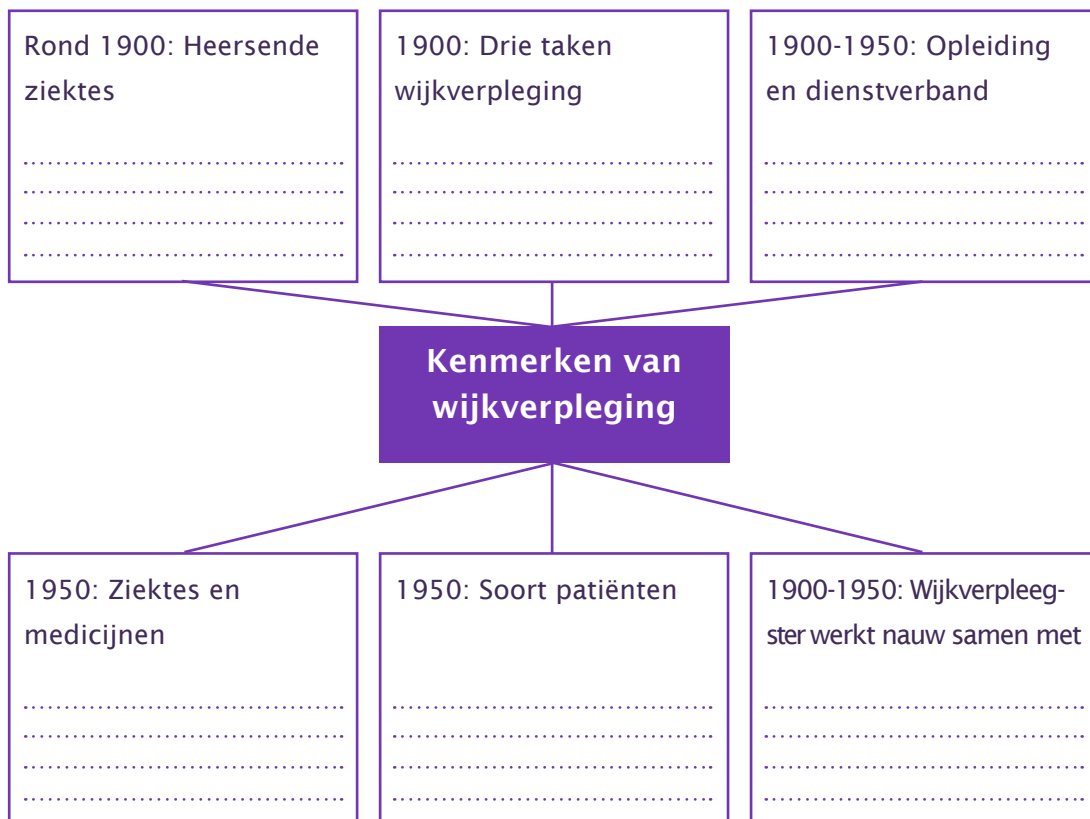 Rond 1900: Heersende
ziektes
1900: Drie taken
wijkverpleging
1900-1950: Opleiding
en dienstverband
Kenmerken van
wijkverpleging
1950: Ziektes en
medicijnen
1950: Soort patiënten
1900-1950: Wijkverpleeg-
ster werkt nauw samen met